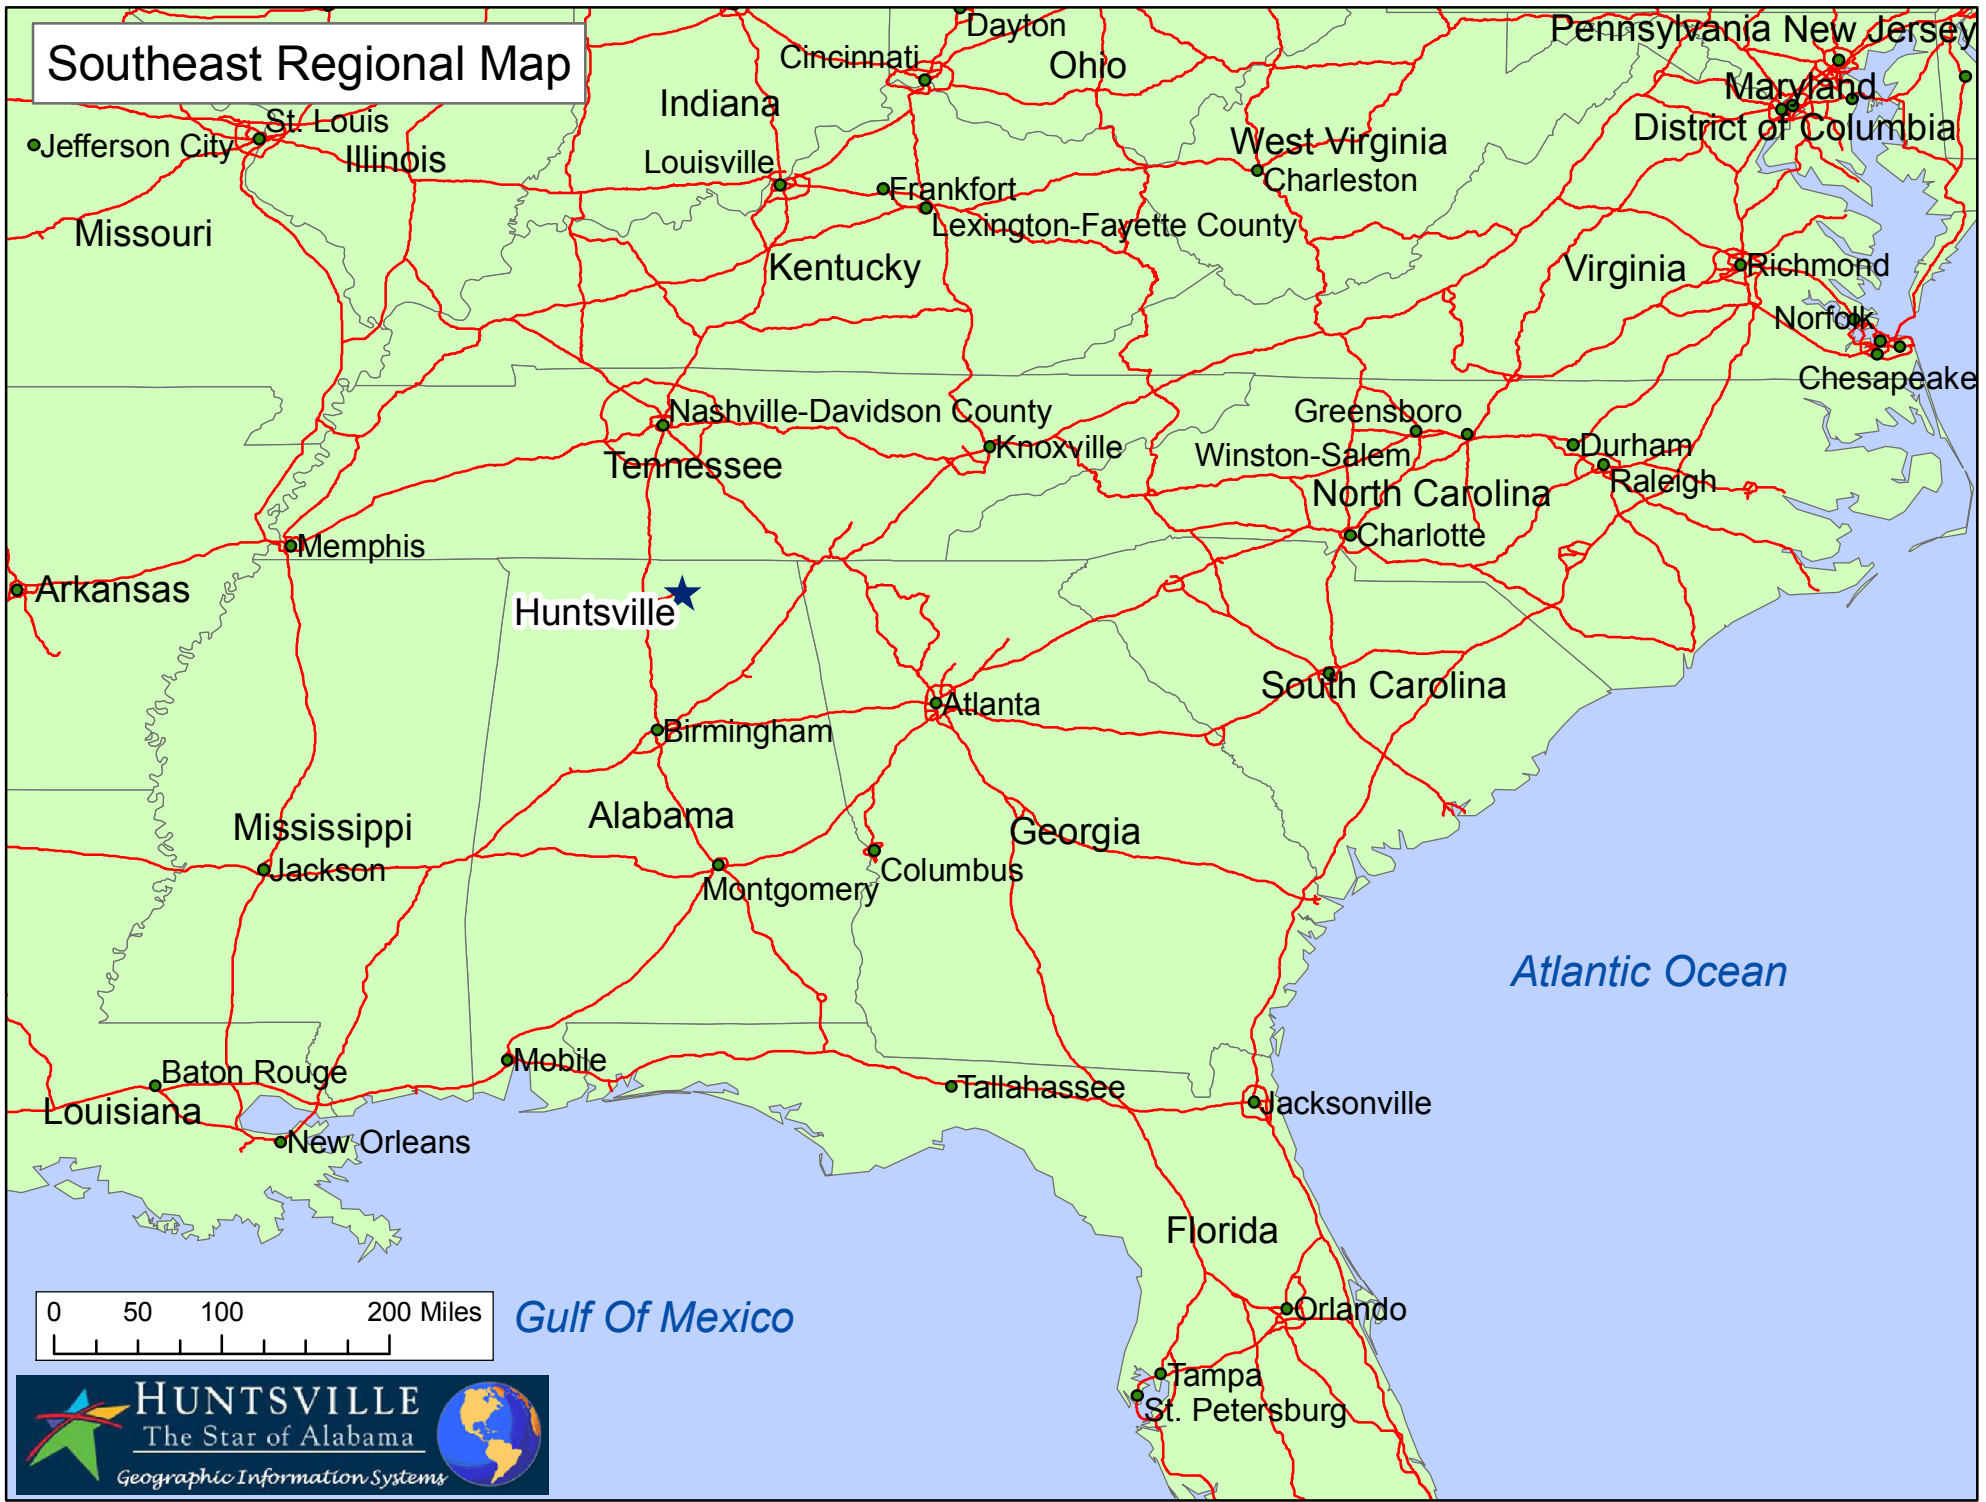 Southeast Regional Map
Dayton
Cincinnati
Ohio
Pennsylvania
New Jersey
Indiana
Maryland
St. Louis
Jefferson City
Illinois
West Virginia
District of Columbia
Louisville
Frankfort
Charleston
Missouri
Lexington-Fayette County
Kentucky
Virginia
Richmond
Norfolk
Chesapeake
Nashville-Davidson County
Greensboro
Knoxville
Winston-Salem
Durham
Tennessee
Raleigh
North Carolina
Memphis
Charlotte
Arkansas
Huntsville
South Carolina
Atlanta
Birmingham
Alabama
Mississippi
Georgia
Jackson
Columbus
Montgomery
Atlantic Ocean
Mobile
Baton Rouge
Tallahassee
Louisiana
Jacksonville
New Orleans
Florida
0 50 100 200 Miles
Gulf Of Mexico
Orlando
Tampa
St. Petersburg
HUNTSVILLE
The Star of Alabama
Geographic Information Systems